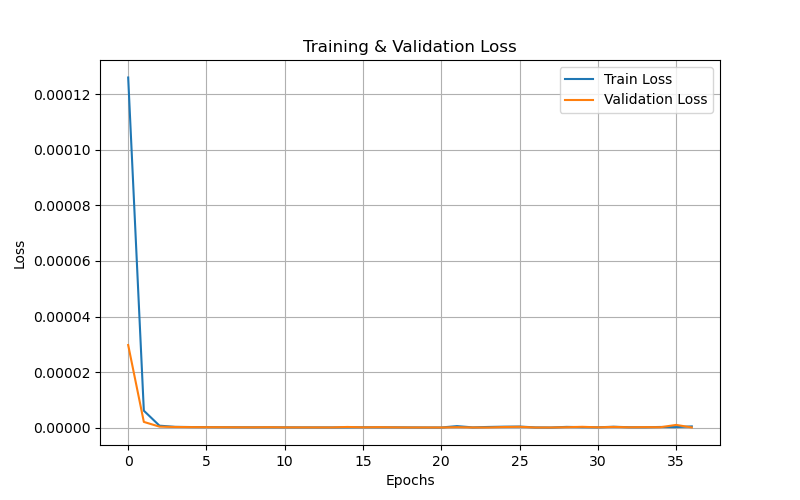 Training & Validation Loss
Train Loss
Validation Loss
0.00012
0.00010
0.00008
0.00006
0.00004
0.00002
0.00000
Loss
0 5 10 15 20 25 30 35
Epochs